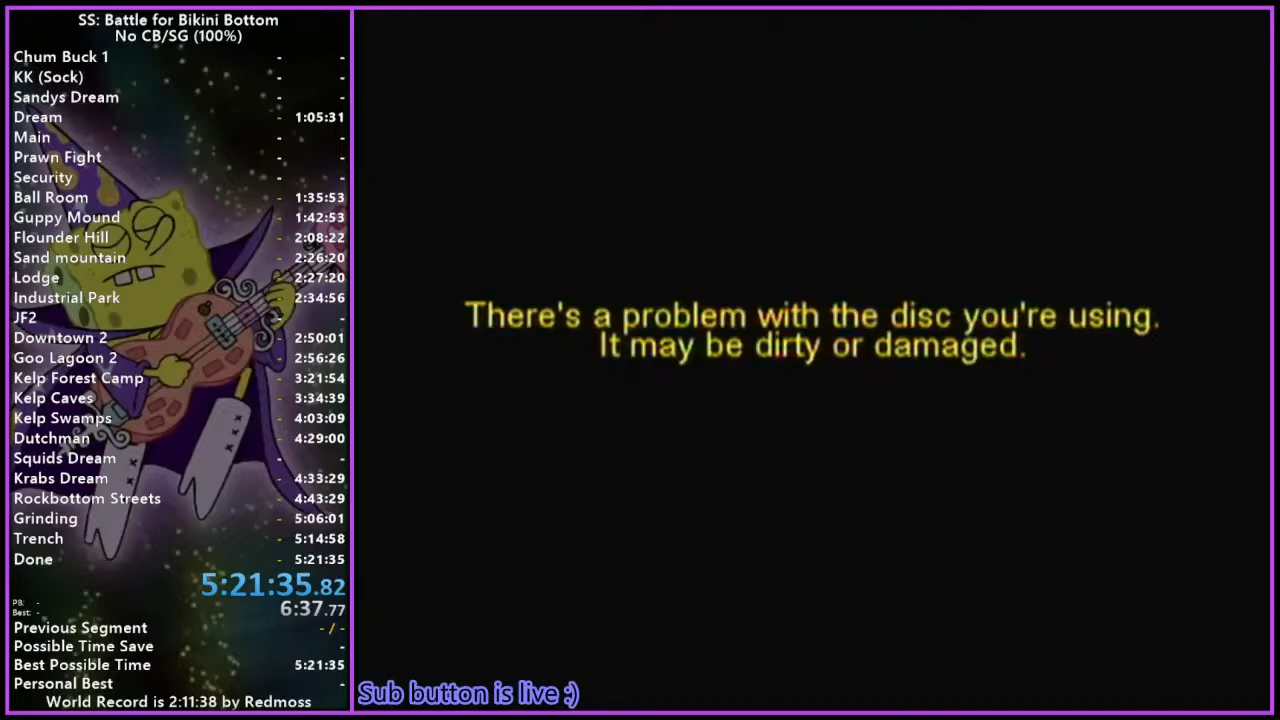 SS: Battle for Bikini Bottom
No CB/SG (100%)
Chum Buck 1 - -
KK (Sock) - -
Sandys Dream - -
Dream - 1:05:31
Main - -
Prawn Fight - -
Security - -
Ball Room - 1:35:53
Guppy Mound - 1:42:53
Flounder Hill - 2:08:22
Sand mountain - 2:26:20
Lodge - 2:27:20
Industrial Park - 2:34:56
JF2 - -
Downtown 2 - 2:50:01
Goo Lagoon 2 - 2:56:26
Kelp Forest Camp - 3:21:54
Kelp Caves - 3:34:39
Kelp Swamps - 4:03:09
Dutchman - 4:29:00
Squids Dream - -
Krabs Dream - 4:33:29
Rockbottom Streets - 4:43:29
Grinding - 5:06:01
Trench - 5:14:58
Done - 5:21:35
5:21:35.82
PB: -
Best: -
6:37.77
Previous Segment - / -
Possible Time Save -
Best Possible Time 5:21:35
Personal Best -
World Record is 2:11:38 by Redmoss
There's a problem with the disc you're using.
It may be dirty or damaged.
Sub button is live :)